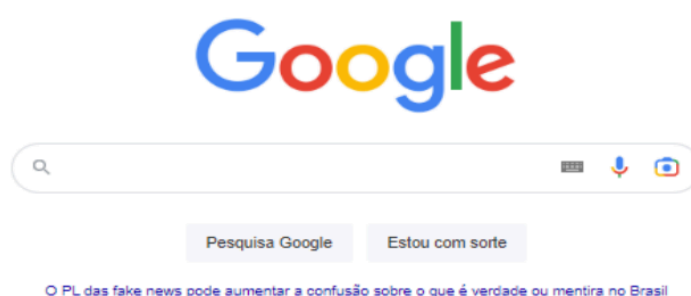 Google
Pesquisa Google Estou com sorte
O PL das fake news pode aumentar a confusão sobre o que é verdade ou mentira no Brasil